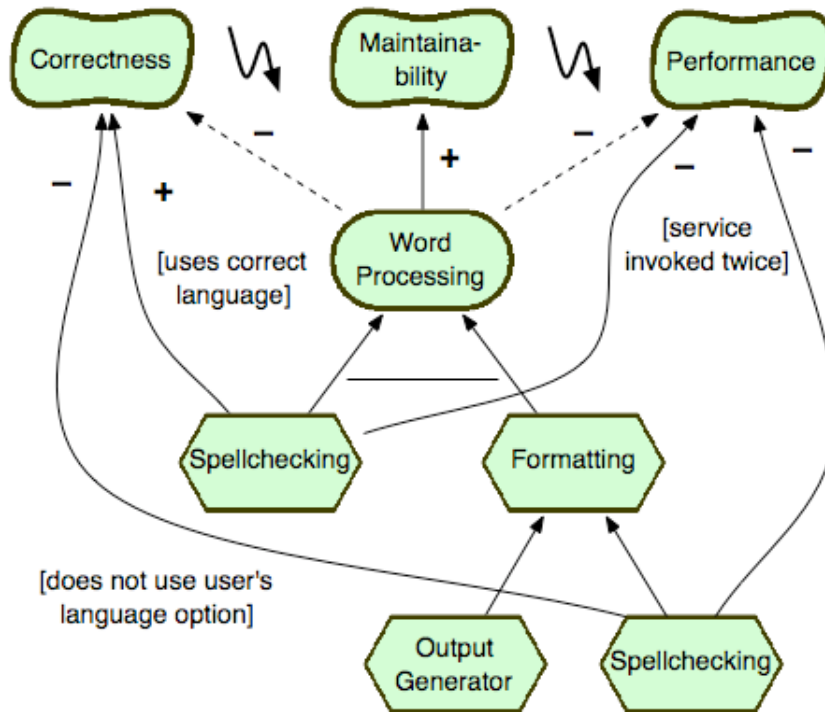 Correctness
Maintaina-
bility
Performance
–
–
–
+
–
–
+
Word
Processing
[service
invoked twice]
[uses correct
language]
Spellchecking
Formatting
[does not use user's
language option]
Output
Generator
Spellchecking